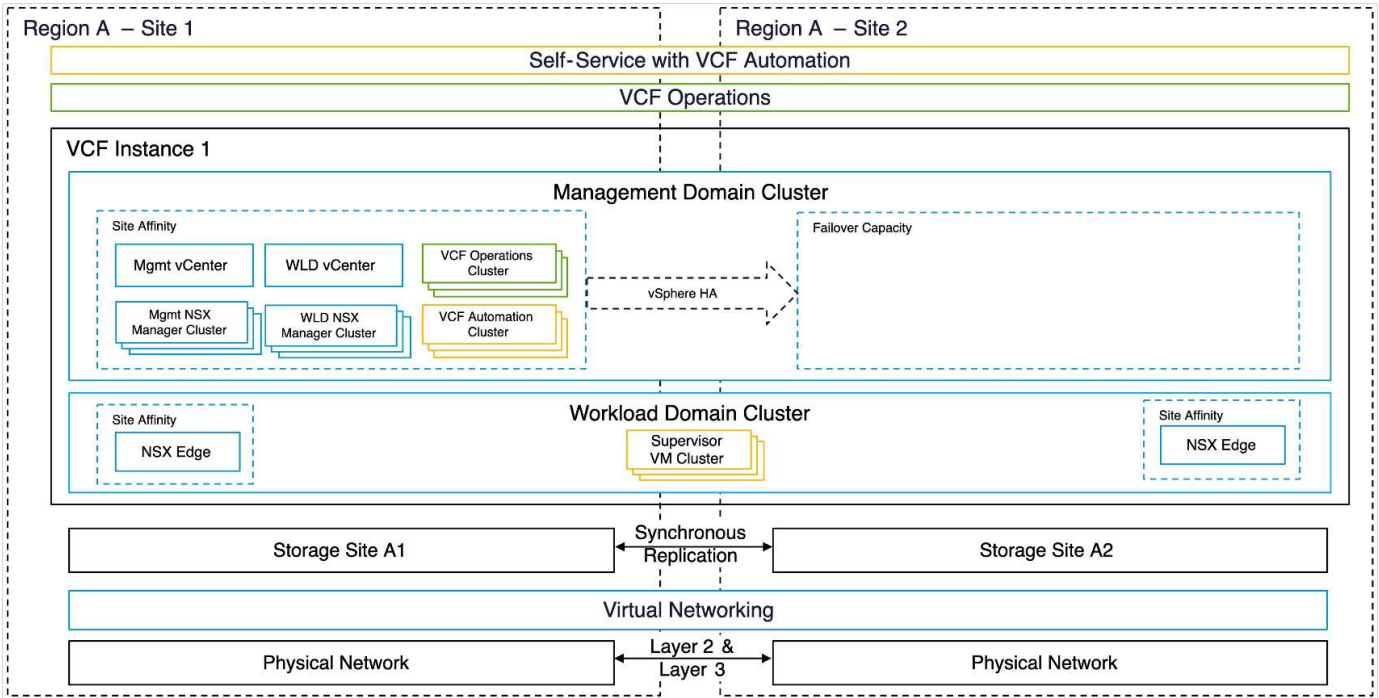 Region A – Site 1
Region A – Site 2
Self-Service with VCF Automation
VCF Operations
VCF Instance 1
Management Domain Cluster
Site Affinity
Mgmt vCenter
WLD vCenter
VCF Operations
Cluster
Mgmt NSX
Manager Cluster
WLD NSX
Manager Cluster
VCF Automation
Cluster
vSphere HA
Failover Capacity
Workload Domain Cluster
Site Affinity
NSX Edge
Supervisor
VM Cluster
Site Affinity
NSX Edge
Storage Site A1
Synchronous
Replication
Storage Site A2
Virtual Networking
Physical Network
Layer 2 &
Layer 3
Physical Network